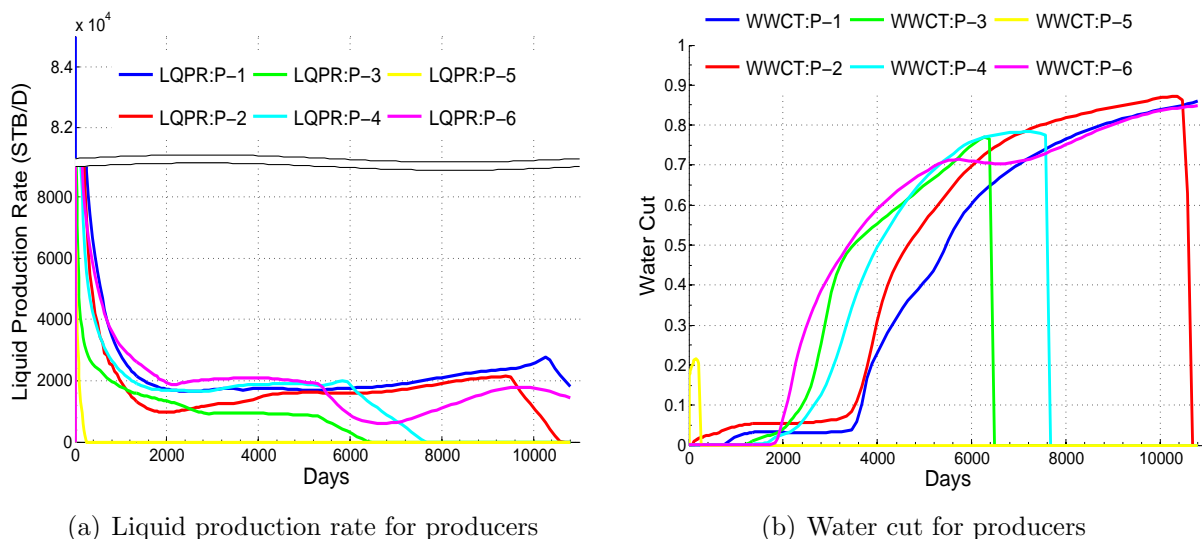 x 10⁴
8.4
8.2
8000
6000
4000
2000
0
LQPR:P−1 LQPR:P−3 LQPR:P−5
LQPR:P−2 LQPR:P−4 LQPR:P−6
Liquid Production Rate (STB/D)
0 2000 4000 6000 8000 10000
Days
(a) Liquid production rate for producers
WWCT:P−1 WWCT:P−3 WWCT:P−5
WWCT:P−2 WWCT:P−4 WWCT:P−6
1
0.9
0.8
0.7
0.6
0.5
0.4
0.3
0.2
0.1
0
Water Cut
0 2000 4000 6000 8000 10000
Days
(b) Water cut for producers